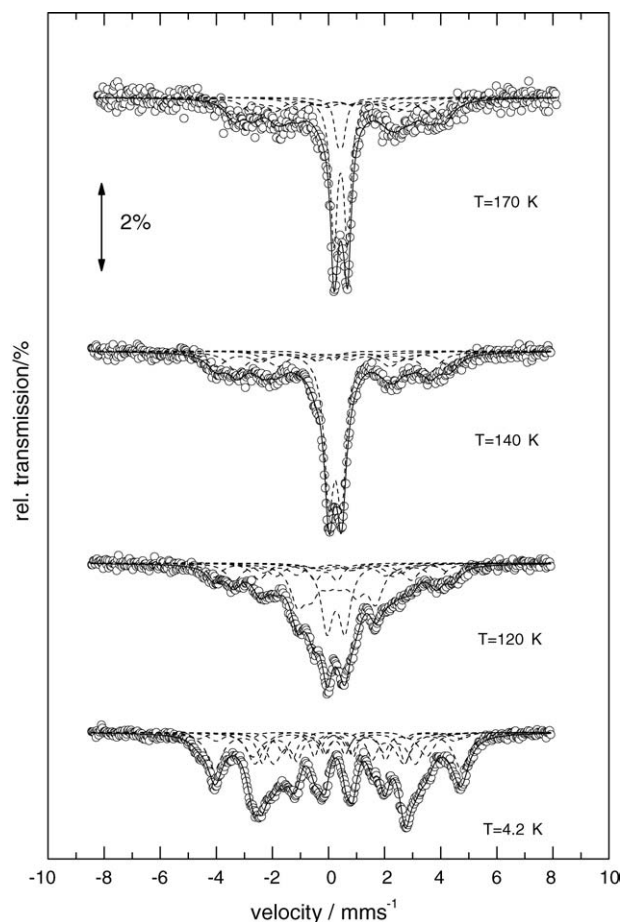 2%
T=170 K
T=140 K
T=120 K
T=4.2 K
rel. transmission/%
-10 -8 -6 -4 -2 0 2 4 6 8 10
velocity / mms⁻¹